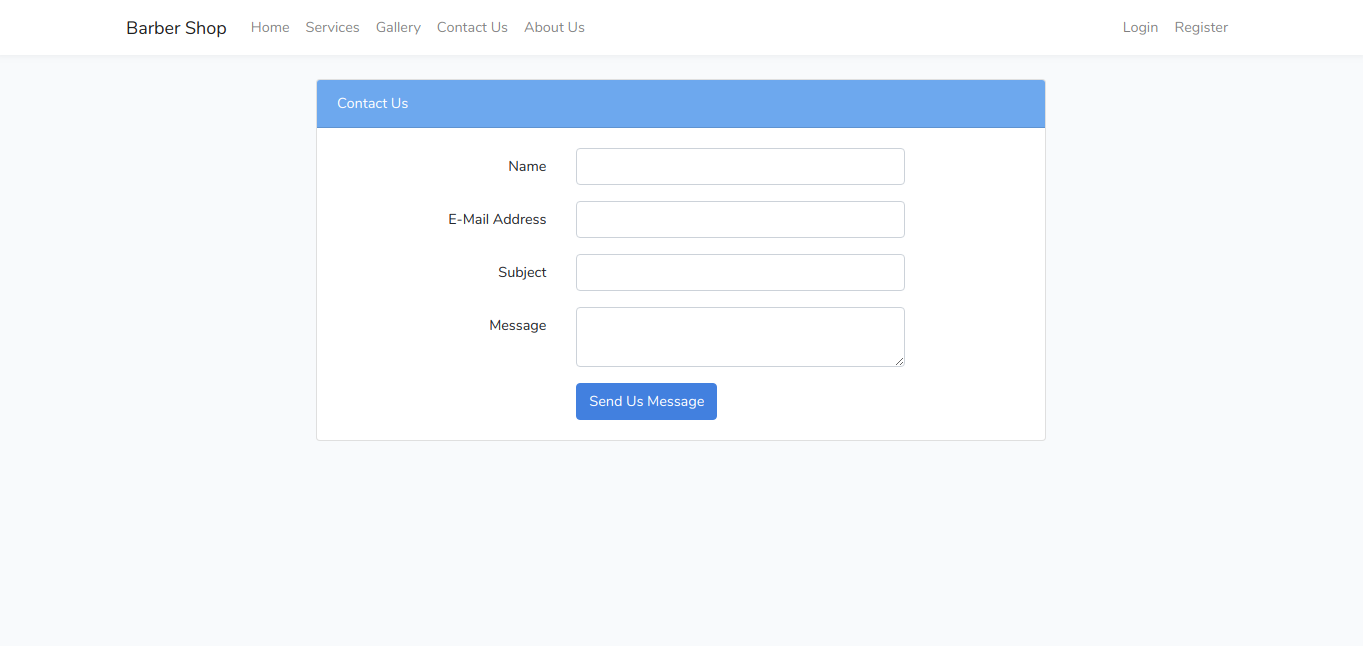 Barber Shop Home Services Gallery Contact Us About Us Login Register
Contact Us
Name
E-Mail Address
Subject
Message
Send Us Message